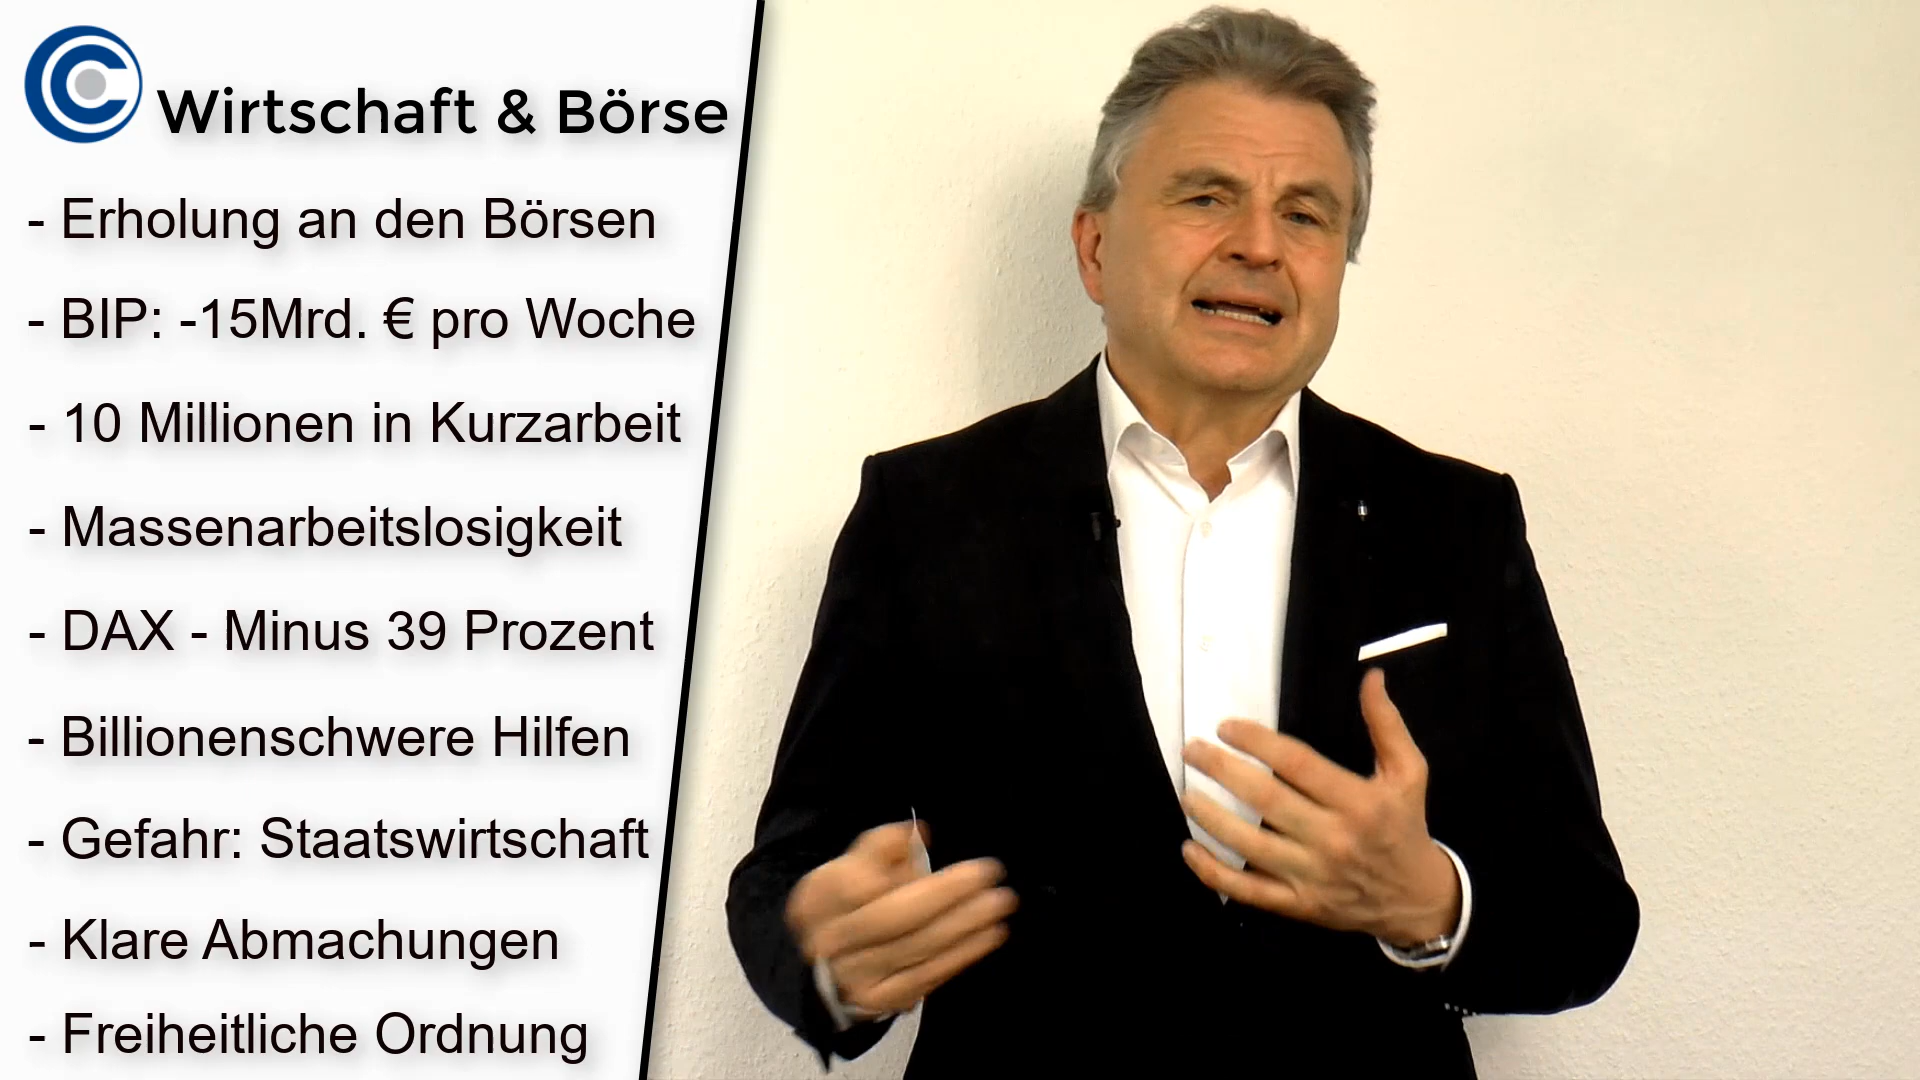 Wirtschaft & Börse
- Erholung an den Börsen
- BIP: -15Mrd. € pro Woche
- 10 Millionen in Kurzarbeit
- Massenarbeitslosigkeit
- DAX - Minus 39 Prozent
- Billionenschwere Hilfen
- Gefahr: Staatswirtschaft
- Klare Abmachungen
- Freiheitliche Ordnung